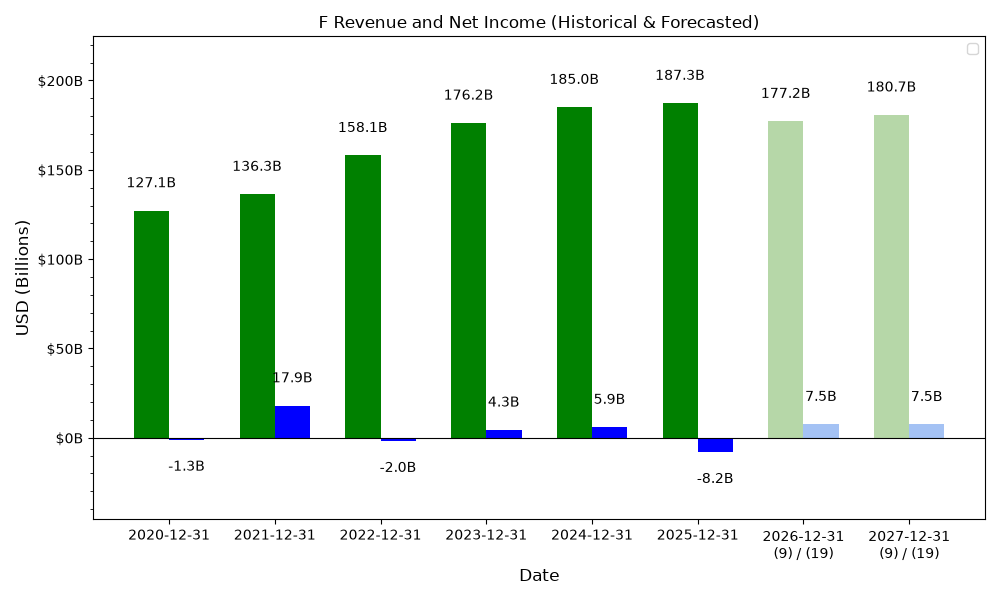 F Revenue and Net Income (Historical & Forecasted)
USD (Billions)
$200B
$150B
$100B
$50B
$0B
127.1B
-1.3B
136.3B
17.9B
158.1B
-2.0B
176.2B
4.3B
185.0B
5.9B
187.3B
-8.2B
177.2B
7.5B
180.7B
7.5B
2020-12-31
2021-12-31
2022-12-31
2023-12-31
2024-12-31
2025-12-31
2026-12-31
(9) / (19)
2027-12-31
(9) / (19)
Date